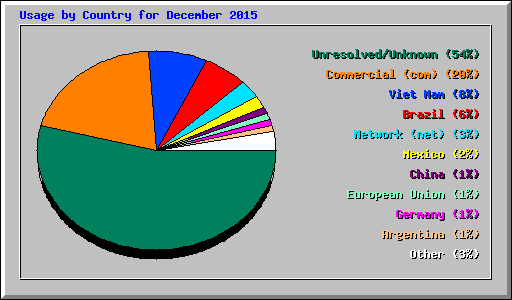 Usage by Country for December 2015
Unresolved/Unknown (54%)
Commercial (com) (20%)
Viet Nam (8%)
Brazil (6%)
Network (net) (3%)
Mexico (2%)
China (1%)
European Union (1%)
Germany (1%)
Argentina (1%)
Other (3%)